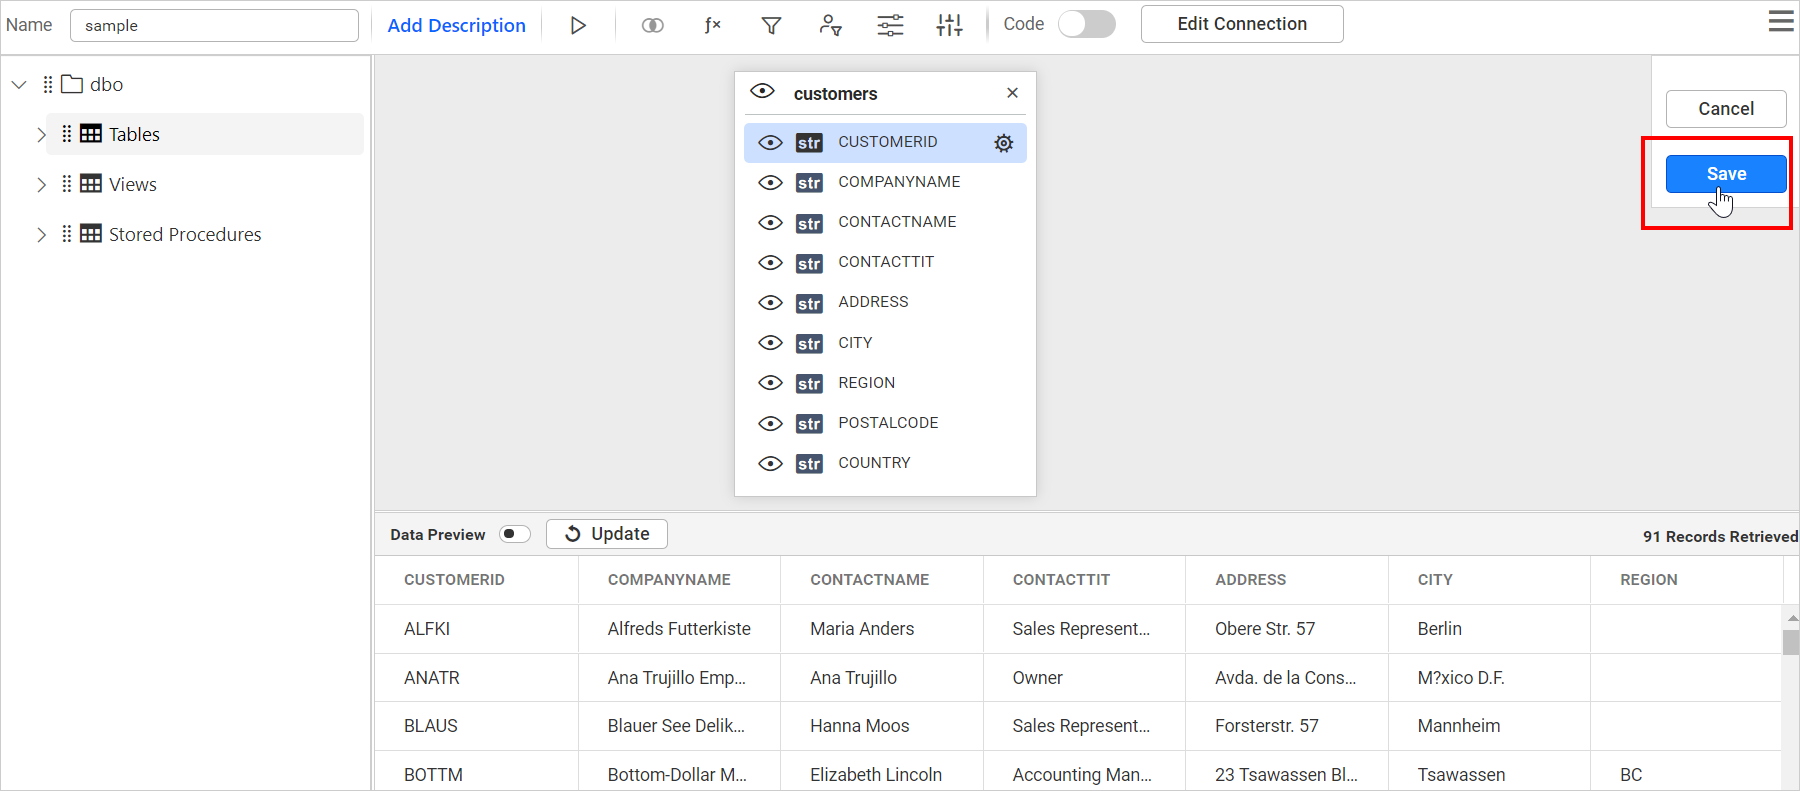 Name sample Add Description ƒx Code Edit Connection
dbo
Tables
Views
Stored Procedures
customers
str CUSTOMERID
str COMPANYNAME
str CONTACTNAME
str CONTACTTIT
str ADDRESS
str CITY
str REGION
str POSTALCODE
str COUNTRY
Cancel
Save
Data Preview Update 91 Records Retrieved
CUSTOMERID COMPANYNAME CONTACTNAME CONTACTTIT ADDRESS CITY REGION
ALFKI Alfreds Futterkiste Maria Anders Sales Represent... Obere Str. 57 Berlin
ANATR Ana Trujillo Emp... Ana Trujillo Owner Avda. de la Cons... M?xico D.F.
BLAUS Blauer See Delik... Hanna Moos Sales Represent... Forsterstr. 57 Mannheim
BOTTM Bottom-Dollar M... Elizabeth Lincoln Accounting Man... 23 Tsawassen Bl... Tsawassen BC